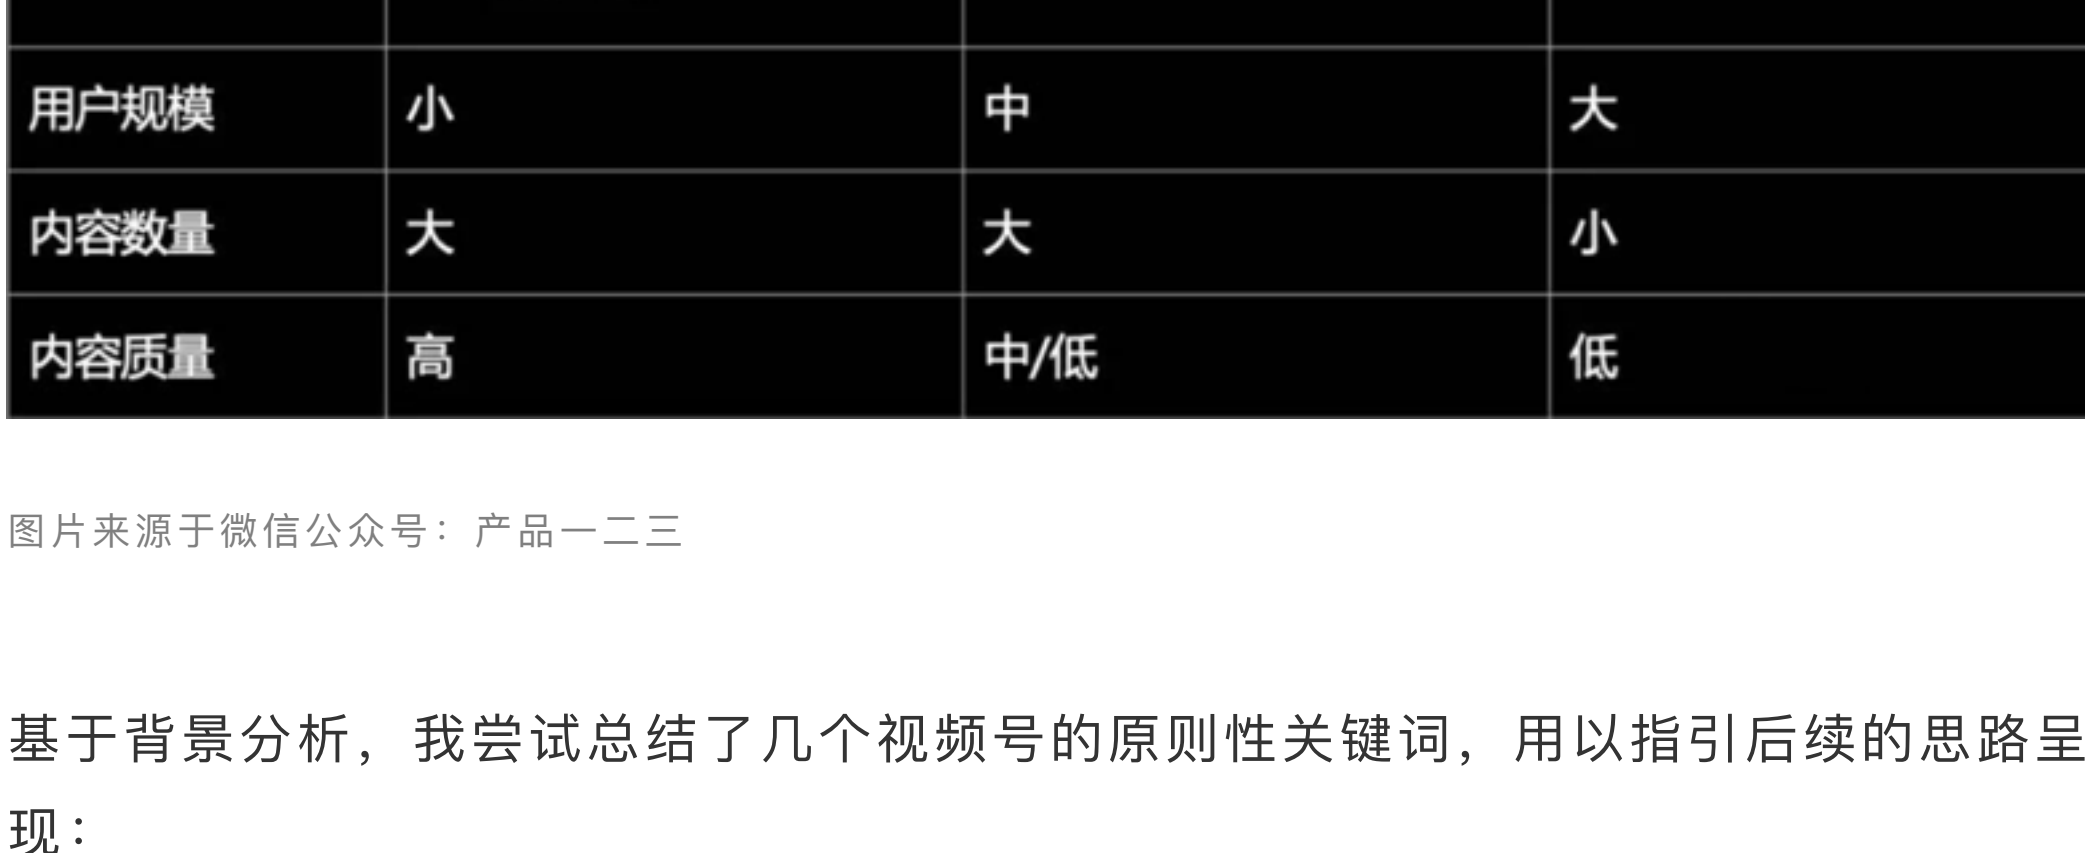 用户规模 小 中 大
内容数量 大 大 小
内容质量 高 中/低 低
图片来源于微信公众号：产品一二三
基于背景分析，我尝试总结了几个视频号的原则性关键词，用以指引后续的思路呈
现：